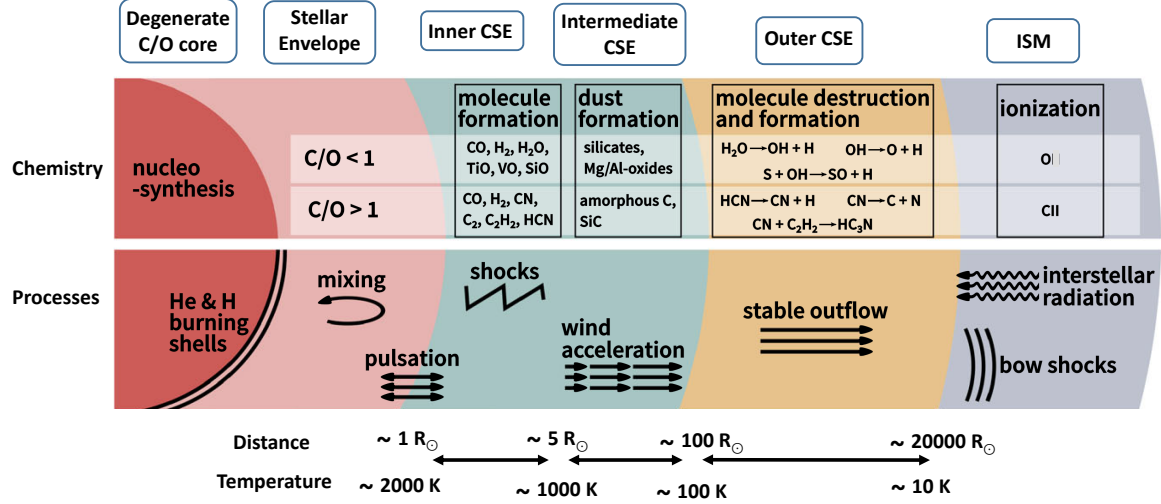 Degenerate
C/O core
Stellar
Envelope
Inner CSE
Intermediate
CSE
Outer CSE
ISM
Chemistry
nucleo
-synthesis
C/O < 1
C/O > 1
molecule
formation
CO, H₂, H₂O,
TiO, VO, SiO
CO, H₂, CN,
C₂, C₂H₂, HCN
dust
formation
silicates,
Mg/Al-oxides
amorphous C,
SiC
molecule destruction
and formation
H₂O→OH + H OH→O + H
S + OH→SO + H
HCN→CN + H CN→C + N
CN + C₂H₂→HC₃N
ionization
CII
Processes
He & H
burning
shells
mixing
pulsation
shocks
wind
acceleration
stable outflow
interstellar
radiation
bow shocks
Distance
~ 1 R☉
~ 5 R☉
~ 100 R☉
~ 20000 R☉
Temperature
~ 2000 K
~ 1000 K
~ 100 K
~ 10 K